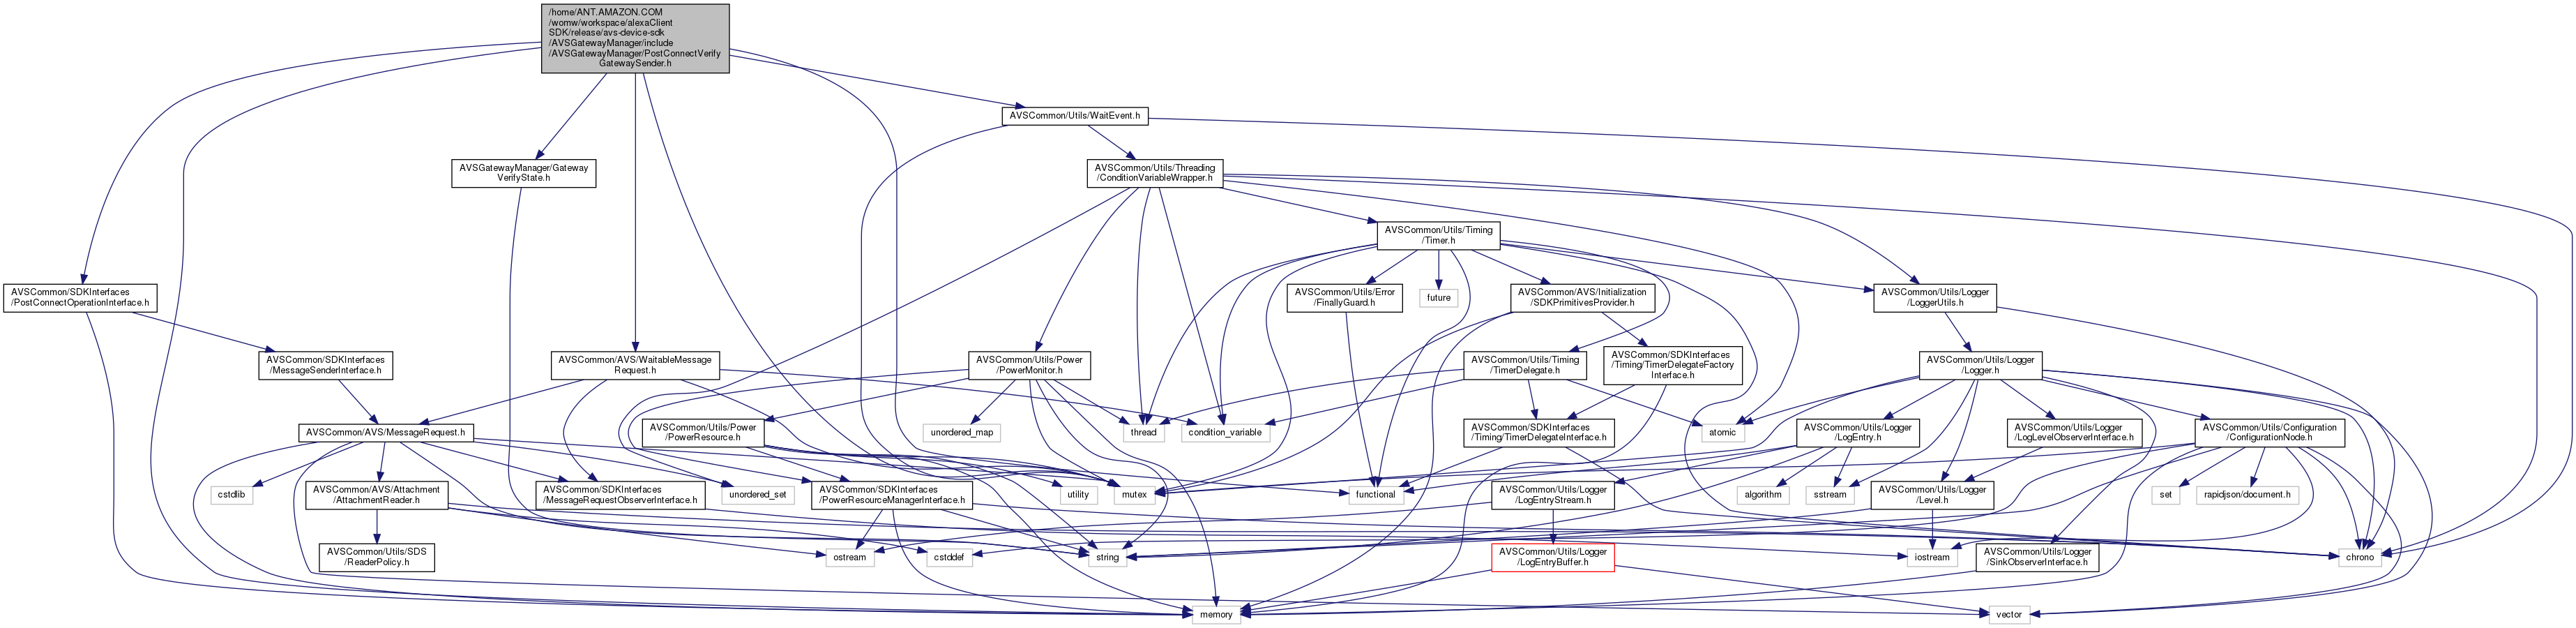 /home/ANT.AMAZON.COM
/womw/workspace/alexaClient
SDK/release/avs-device-sdk
/AVSGatewayManager/include
/AVSGatewayManager/PostConnectVerify
GatewaySender.h
AVSCommon/Utils/WaitEvent.h
AVSGatewayManager/Gateway
VerifyState.h
AVSCommon/Utils/Threading
/ConditionVariableWrapper.h
AVSCommon/Utils/Timing
/Timer.h
AVSCommon/SDKInterfaces
/PostConnectOperationInterface.h
AVSCommon/Utils/Error
/FinallyGuard.h
future
AVSCommon/AVS/Initialization
/SDKPrimitivesProvider.h
AVSCommon/Utils/Logger
/LoggerUtils.h
AVSCommon/SDKInterfaces
/MessageSenderInterface.h
AVSCommon/AVS/WaitableMessage
Request.h
AVSCommon/Utils/Power
/PowerMonitor.h
AVSCommon/Utils/Timing
/TimerDelegate.h
AVSCommon/SDKInterfaces
/Timing/TimerDelegateFactory
Interface.h
AVSCommon/Utils/Logger
/Logger.h
AVSCommon/AVS/MessageRequest.h
AVSCommon/Utils/Power
/PowerResource.h
unordered_map
thread
condition_variable
AVSCommon/SDKInterfaces
/Timing/TimerDelegateInterface.h
atomic
AVSCommon/Utils/Logger
/LogEntry.h
AVSCommon/Utils/Logger
/LogLevelObserverInterface.h
AVSCommon/Utils/Configuration
/ConfigurationNode.h
cstdlib
AVSCommon/AVS/Attachment
/AttachmentReader.h
AVSCommon/SDKInterfaces
/MessageRequestObserverInterface.h
unordered_set
AVSCommon/SDKInterfaces
/PowerResourceManagerInterface.h
utility
mutex
functional
AVSCommon/Utils/Logger
/LogEntryStream.h
algorithm
sstream
AVSCommon/Utils/Logger
/Level.h
set
rapidjson/document.h
AVSCommon/Utils/SDS
/ReaderPolicy.h
ostream
cstddef
string
AVSCommon/Utils/Logger
/LogEntryBuffer.h
iostream
AVSCommon/Utils/Logger
/SinkObserverInterface.h
chrono
memory
vector